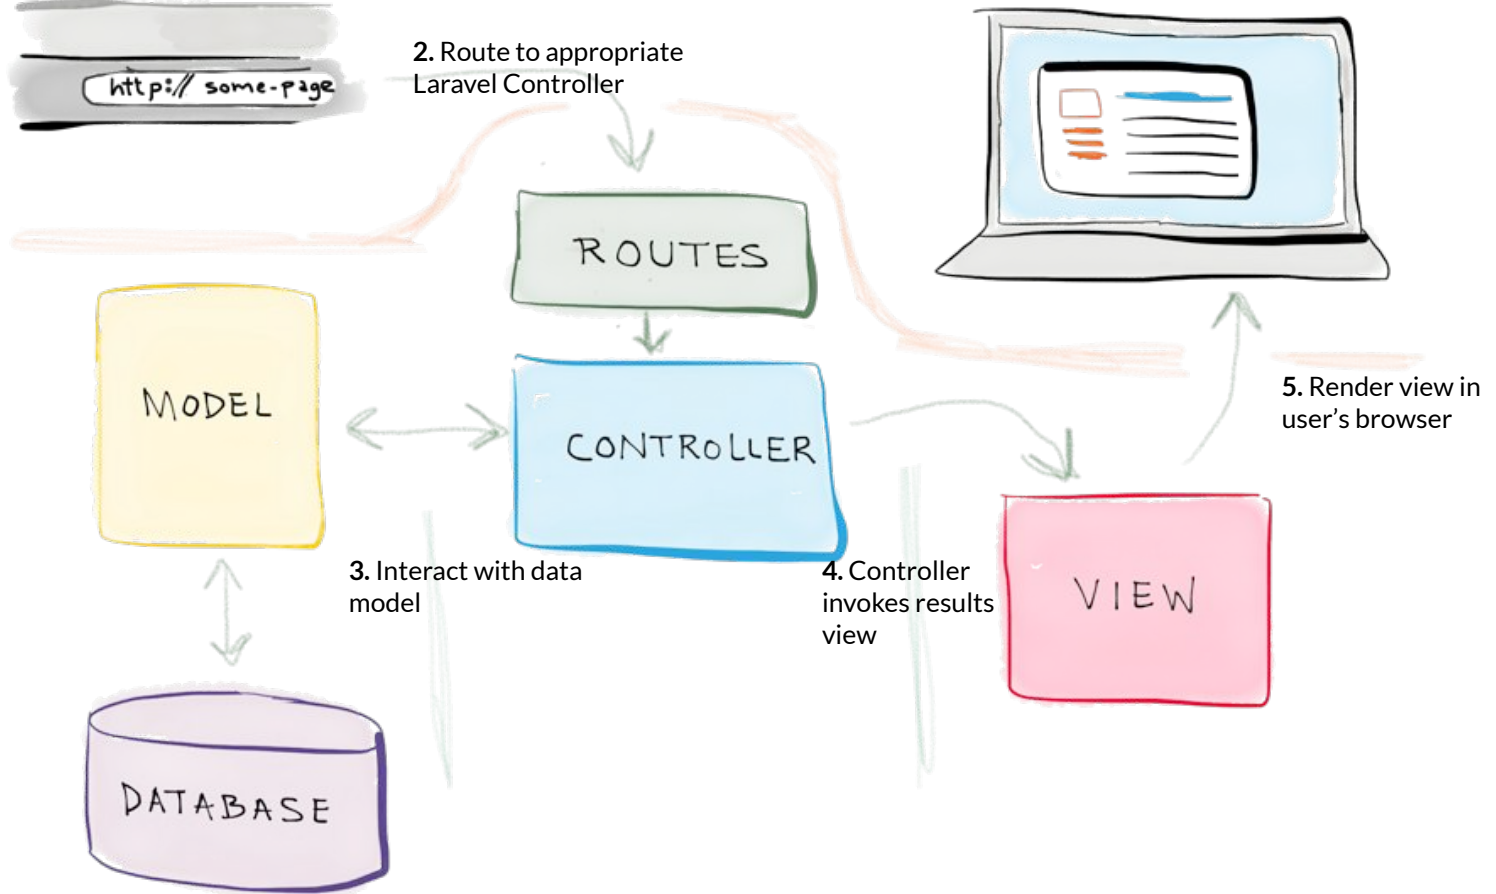 http:// some-page
2. Route to appropriate
Laravel Controller
ROUTES
MODEL
CONTROLLER
5. Render view in
user’s browser
3. Interact with data
model
4. Controller
invokes results
view
VIEW
DATABASE